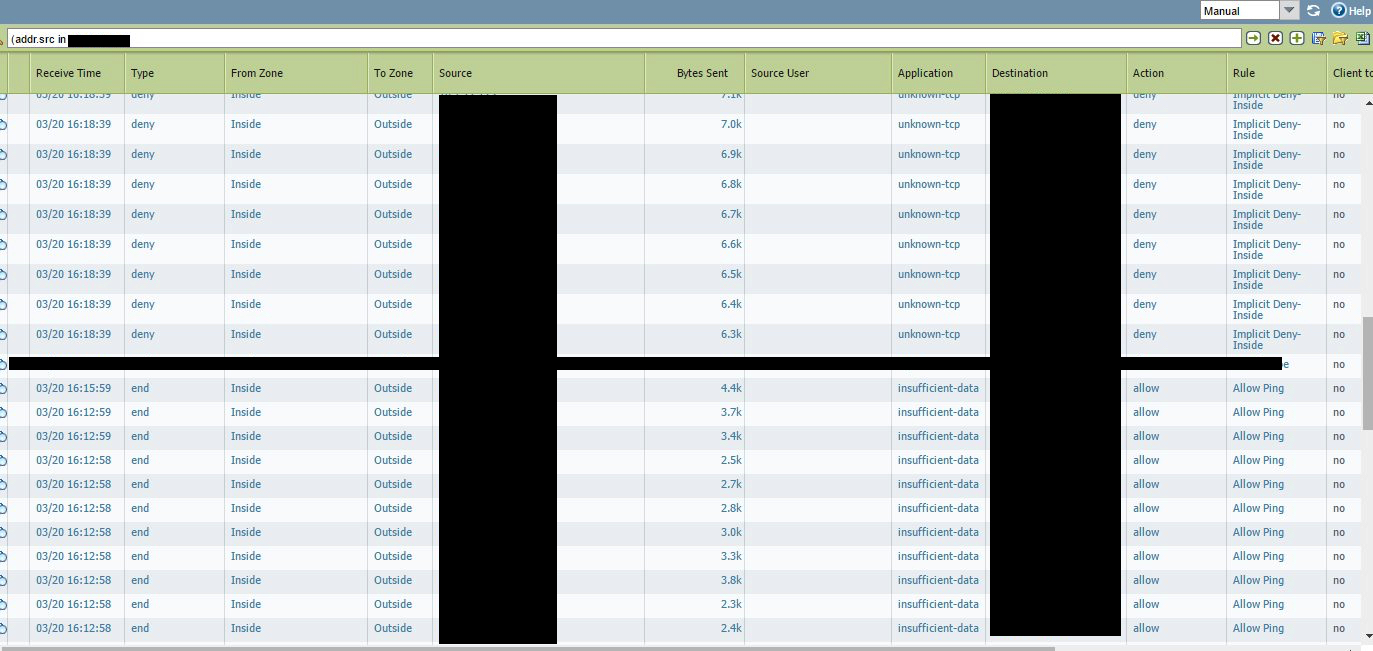 Manual Help
(addr.src in
Receive Time Type From Zone To Zone Source Bytes Sent Source User Application Destination Action Rule Client to
03/20 16:18:39 deny Inside Outside 7.1k unknown-tcp deny Implicit Deny-
Inside no
03/20 16:18:39 deny Inside Outside 7.0k unknown-tcp deny Implicit Deny-
Inside no
03/20 16:18:39 deny Inside Outside 6.9k unknown-tcp deny Implicit Deny-
Inside no
03/20 16:18:39 deny Inside Outside 6.8k unknown-tcp deny Implicit Deny-
Inside no
03/20 16:18:39 deny Inside Outside 6.7k unknown-tcp deny Implicit Deny-
Inside no
03/20 16:18:39 deny Inside Outside 6.6k unknown-tcp deny Implicit Deny-
Inside no
03/20 16:18:39 deny Inside Outside 6.5k unknown-tcp deny Implicit Deny-
Inside no
03/20 16:18:39 deny Inside Outside 6.4k unknown-tcp deny Implicit Deny-
Inside no
03/20 16:18:39 deny Inside Outside 6.3k unknown-tcp deny Implicit Deny-
Inside no
e no
03/20 16:15:59 end Inside Outside 4.4k insufficient-data allow Allow Ping no
03/20 16:12:59 end Inside Outside 3.7k insufficient-data allow Allow Ping no
03/20 16:12:59 end Inside Outside 3.4k insufficient-data allow Allow Ping no
03/20 16:12:58 end Inside Outside 2.5k insufficient-data allow Allow Ping no
03/20 16:12:58 end Inside Outside 2.7k insufficient-data allow Allow Ping no
03/20 16:12:58 end Inside Outside 2.8k insufficient-data allow Allow Ping no
03/20 16:12:58 end Inside Outside 3.0k insufficient-data allow Allow Ping no
03/20 16:12:58 end Inside Outside 3.3k insufficient-data allow Allow Ping no
03/20 16:12:58 end Inside Outside 3.8k insufficient-data allow Allow Ping no
03/20 16:12:58 end Inside Outside 2.3k insufficient-data allow Allow Ping no
03/20 16:12:58 end Inside Outside 2.4k insufficient-data allow Allow Ping no